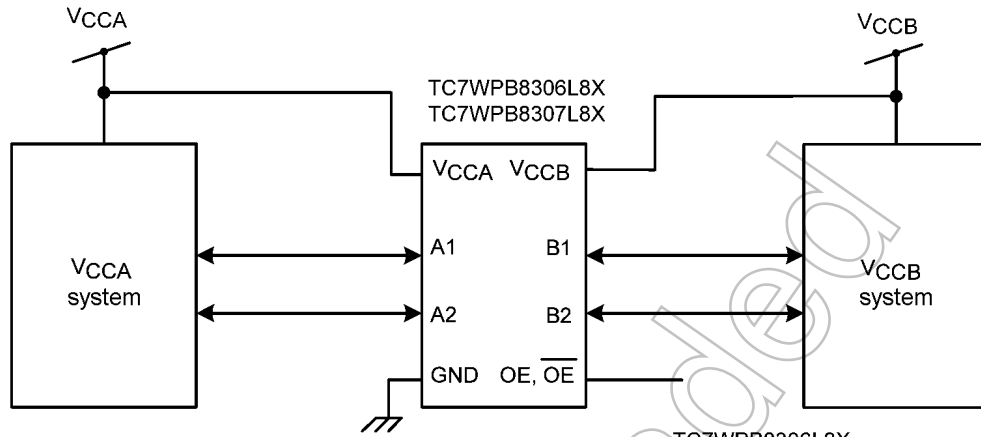 VCCA
VCCB
TC7WPB8306L8X
TC7WPB8307L8X
VCCA VCCB
A1 B1
VCCA
system
VCCB
system
A2 B2
GND OE, OE